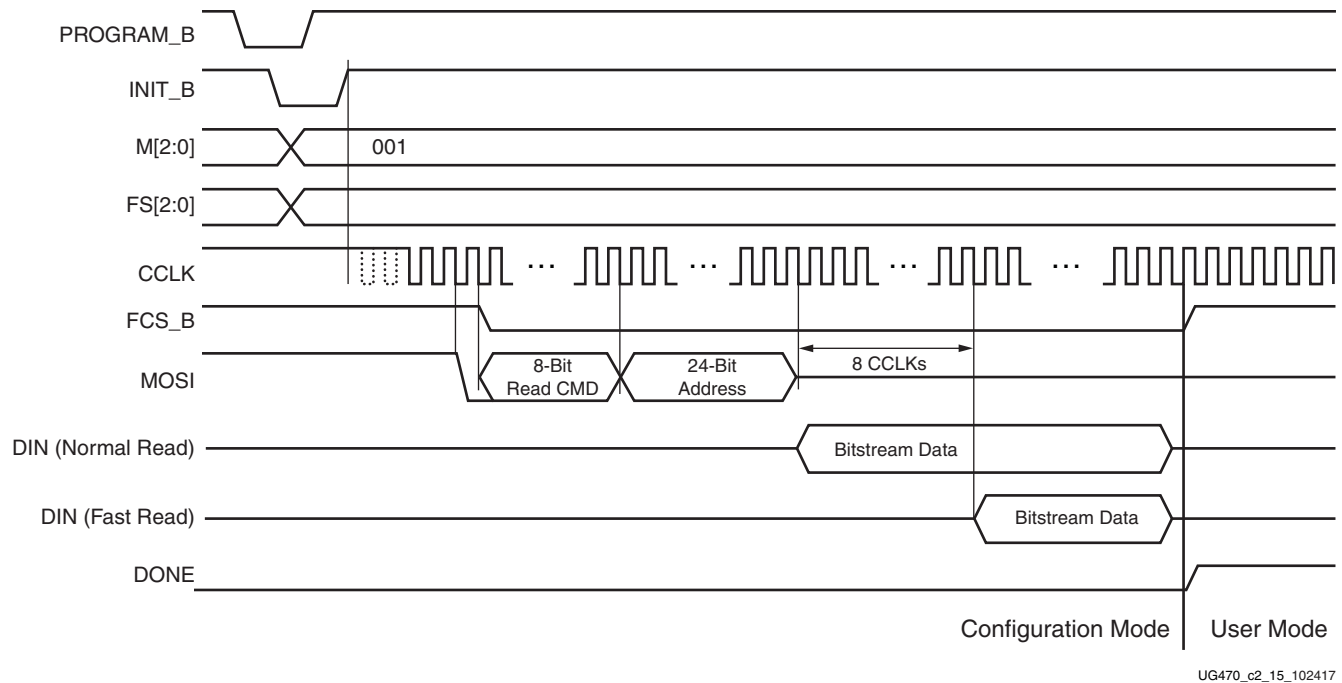 PROGRAM_B
INIT_B
M[2:0]
001
FS[2:0]
CCLK
... ... ... ...
FCS_B
MOSI
8-Bit
Read CMD
24-Bit
Address
8 CCLKs
DIN (Normal Read)
Bitstream Data
DIN (Fast Read)
Bitstream Data
DONE
Configuration Mode
User Mode
UG470_c2_15_102417